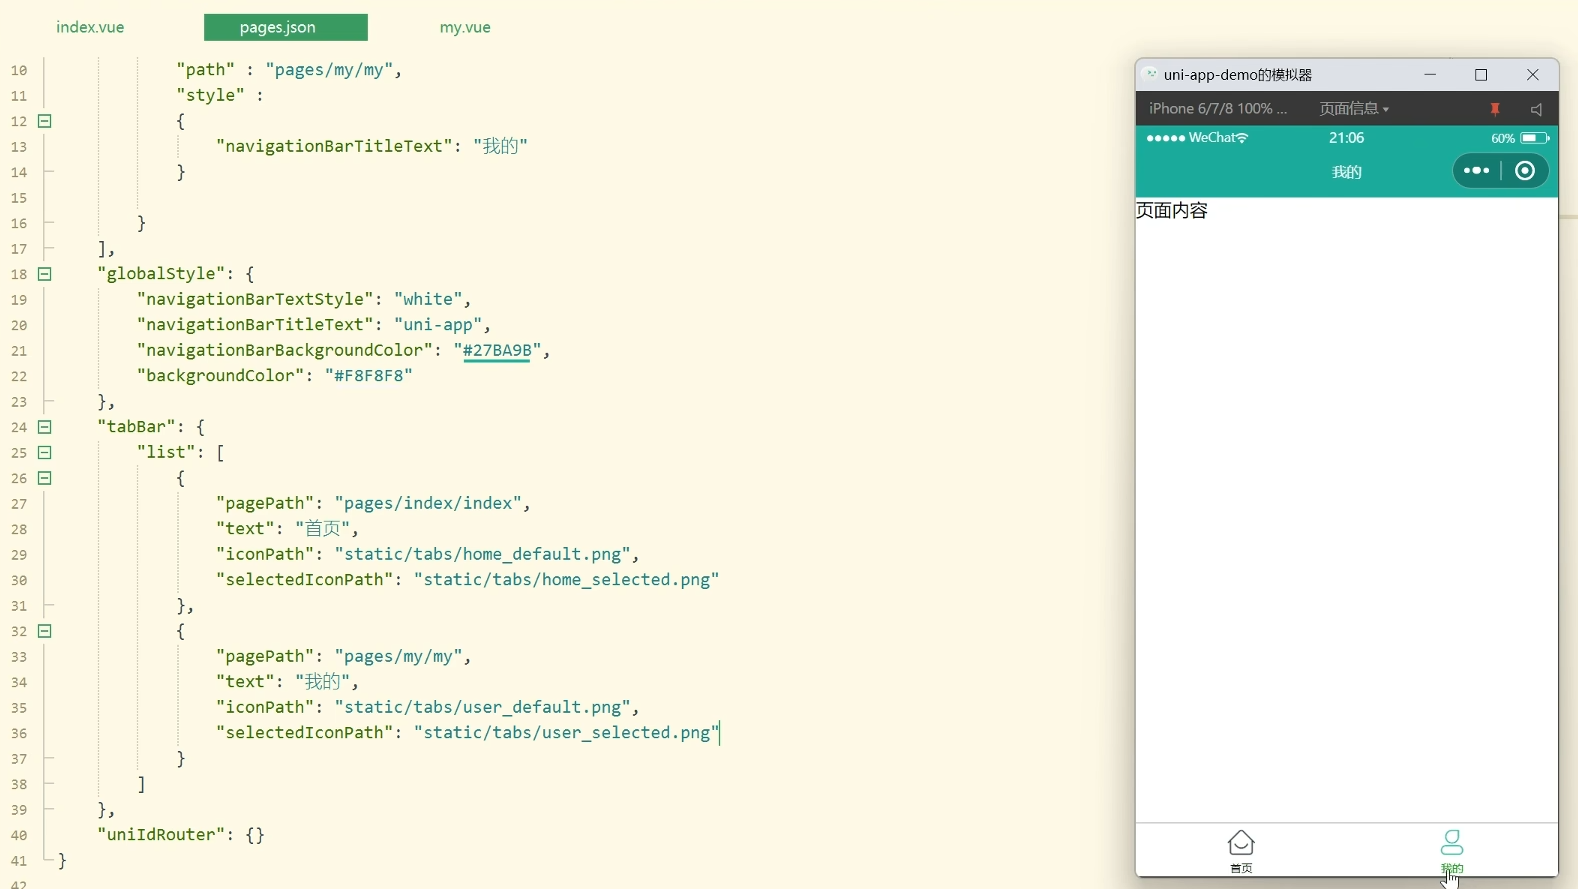 index.vue
pages.json
my.vue
10 "path" : "pages/my/my",
11 "style" :
12 {
13 "navigationBarTitleText": "我的"
14 }
15
16 }
17 ],
18 "globalStyle": {
19 "navigationBarTextStyle": "white",
20 "navigationBarTitleText": "uni-app",
21 "navigationBarBackgroundColor": "#27BA9B",
22 "backgroundColor": "#F8F8F8"
23 },
24 "tabBar": {
25 "list": [
26 {
27 "pagePath": "pages/index/index",
28 "text": "首页",
29 "iconPath": "static/tabs/home_default.png",
30 "selectedIconPath": "static/tabs/home_selected.png"
31 },
32 {
33 "pagePath": "pages/my/my",
34 "text": "我的",
35 "iconPath": "static/tabs/user_default.png",
36 "selectedIconPath": "static/tabs/user_selected.png"
37 }
38 ]
39 },
40 "uniIdRouter": {}
41 }
42
uni-app-demo的模拟器
iPhone 6/7/8 100% ... 页面信息
WeChat 21:06 60%
我的
页面内容
首页
我的